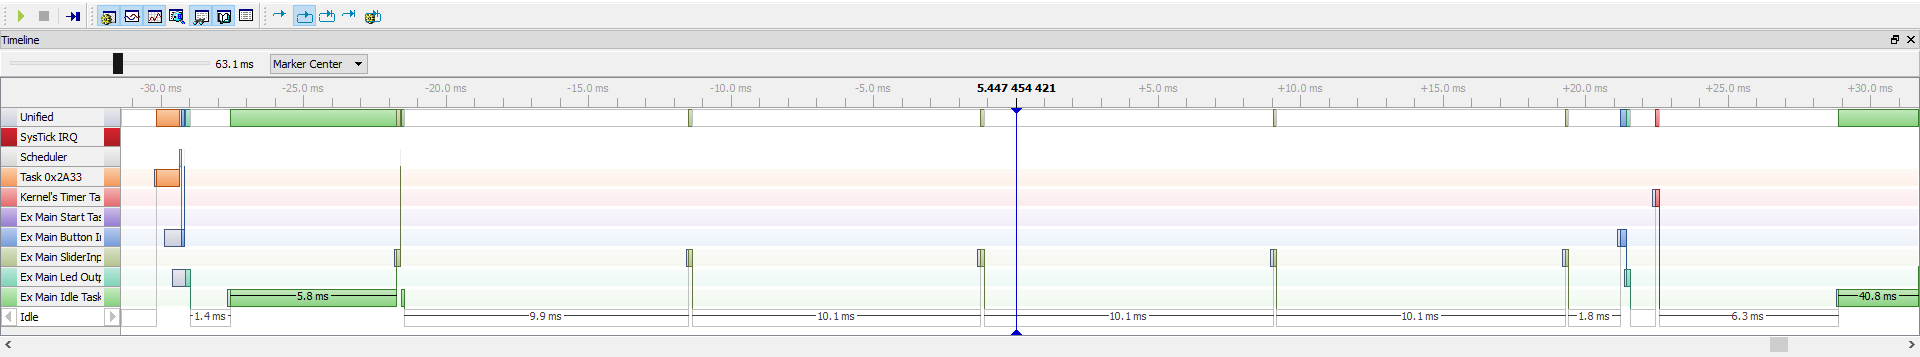 Timeline
63.1 ms Marker Center
-30.0 ms -25.0 ms -20.0 ms -15.0 ms -10.0 ms -5.0 ms 5.447 454 421 +5.0 ms +10.0 ms +15.0 ms +20.0 ms +25.0 ms +30.0 ms
Unified
SysTick IRQ
Scheduler
Task 0x2A33
Kernel's Timer Ta
Ex Main Start Tas
Ex Main Button I
Ex Main SliderInp
Ex Main Led Outp
Ex Main Idle Task 5.8 ms 40.8 ms
Idle 1.4 ms 9.9 ms 10.1 ms 10.1 ms 10.1 ms 1.8 ms 6.3 ms